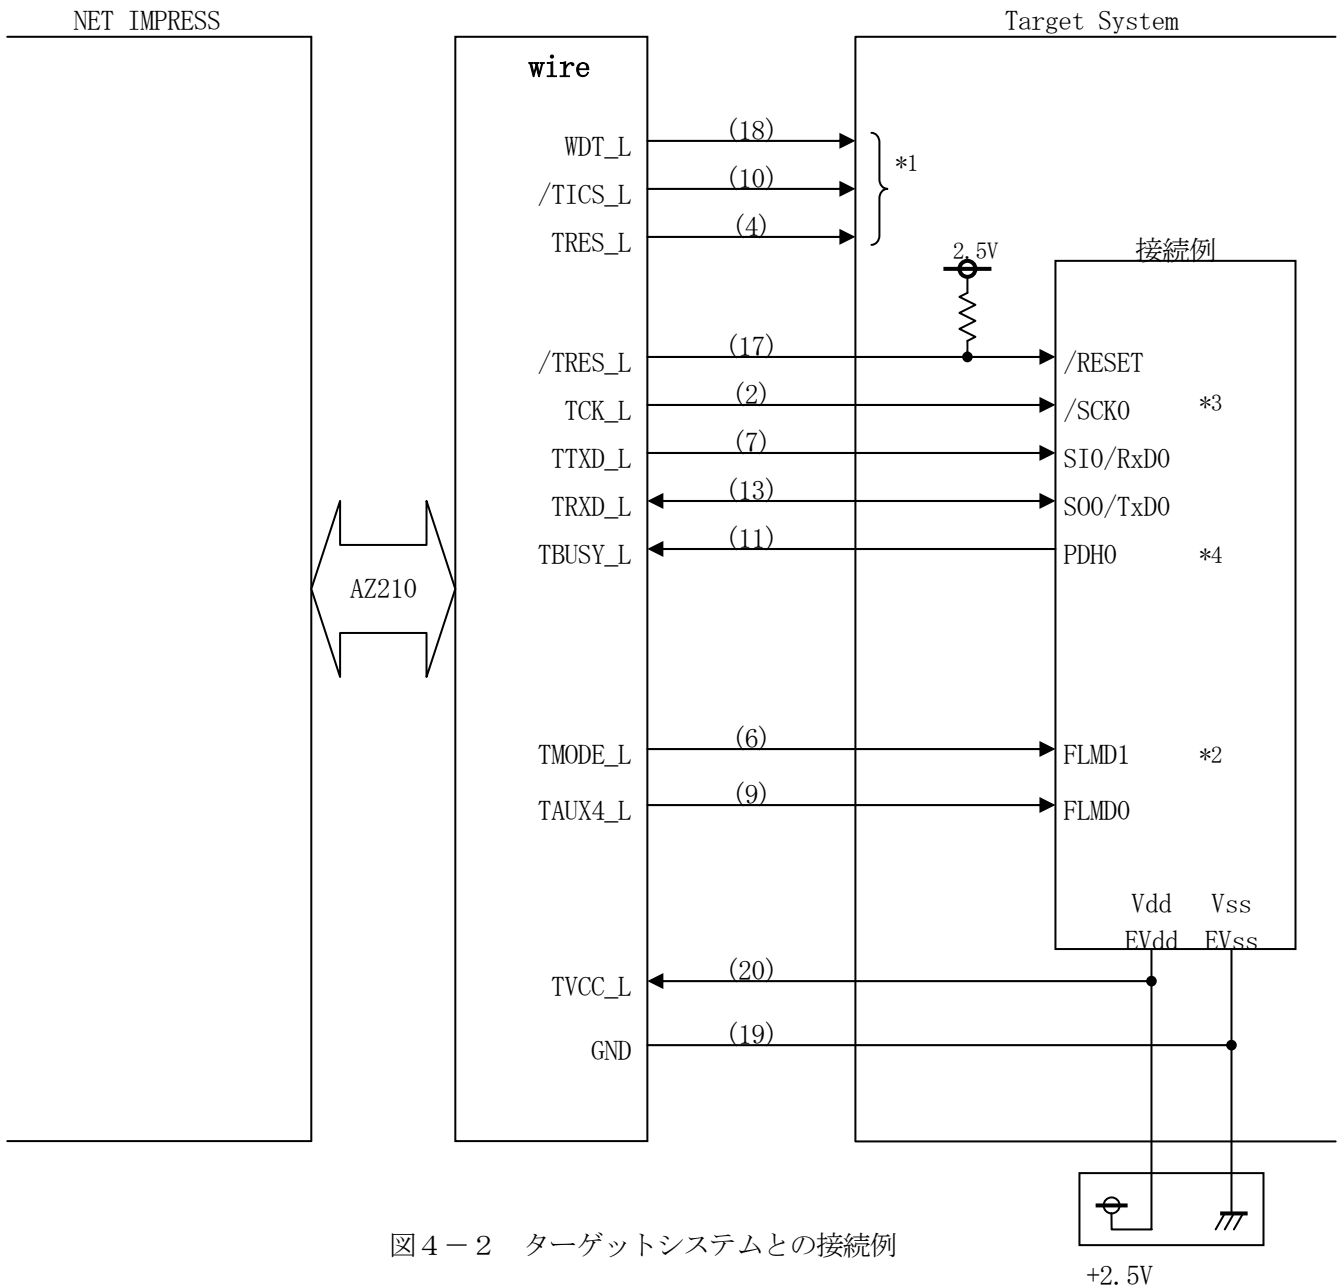 NET IMPRESS
Target System
wire
WDT_L
(18)
*1
/TICS_L
(10)
TRES_L
(4)
2.5V
接続例
/TRES_L
(17)
/RESET
TCK_L
(2)
/SCK0
*3
TTXD_L
(7)
SI0/RxD0
TRXD_L
(13)
SO0/TxD0
TBUSY_L
(11)
PDH0
*4
AZ210
TMODE_L
(6)
FLMD1
*2
TAUX4_L
(9)
FLMD0
Vdd
Vss
EVdd
EVss
TVCC_L
(20)
GND
(19)
図4-2 ターゲットシステムとの接続例
+2.5V